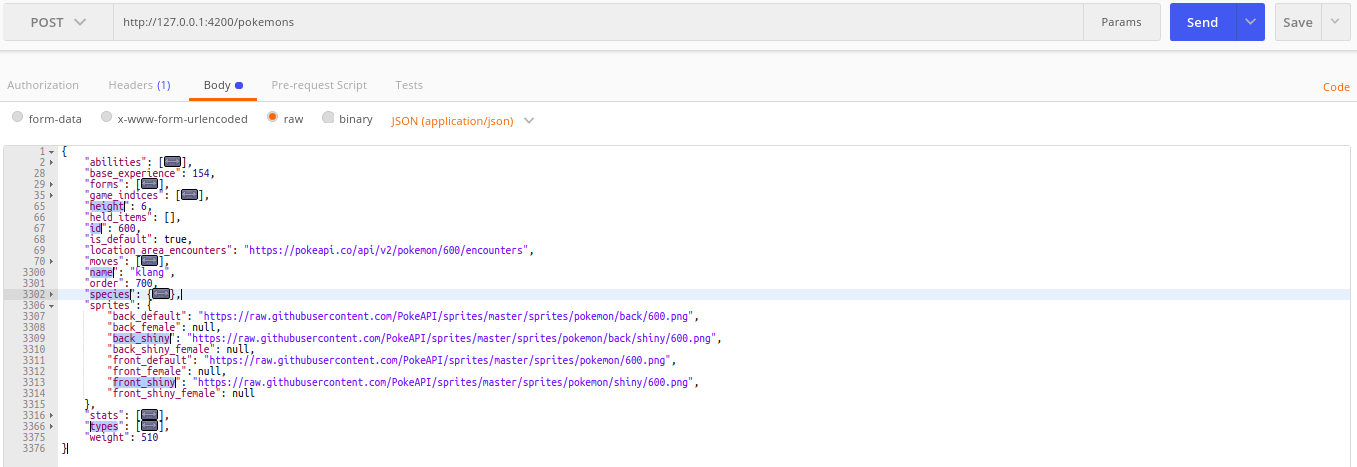 POST http://127.0.0.1:4200/pokemons Params Send Save
Authorization Headers (1) Body Pre-request Script Tests Code
form-data x-www-form-urlencoded raw binary JSON (application/json)
1 {
2 "abilities": [],
28 "base_experience": 154,
29 "forms": [],
35 "game_indices": [],
65 "height": 6,
66 "held_items": [],
67 "id": 600,
68 "is_default": true,
69 "location_area_encounters": "https://pokeapi.co/api/v2/pokemon/600/encounters",
70 "moves": [],
3300 "name": "klang",
3301 "order": 700,
3302 "species": {},
3306 "sprites": {
3307 "back_default": "https://raw.githubusercontent.com/PokeAPI/sprites/master/sprites/pokemon/back/600.png",
3308 "back_female": null,
3309 "back_shiny": "https://raw.githubusercontent.com/PokeAPI/sprites/master/sprites/pokemon/back/shiny/600.png",
3310 "back_shiny_female": null,
3311 "front_default": "https://raw.githubusercontent.com/PokeAPI/sprites/master/sprites/pokemon/600.png",
3312 "front_female": null,
3313 "front_shiny": "https://raw.githubusercontent.com/PokeAPI/sprites/master/sprites/pokemon/shiny/600.png",
3314 "front_shiny_female": null
3315 },
3316 "stats": [],
3366 "types": [],
3375 "weight": 510
3376 }